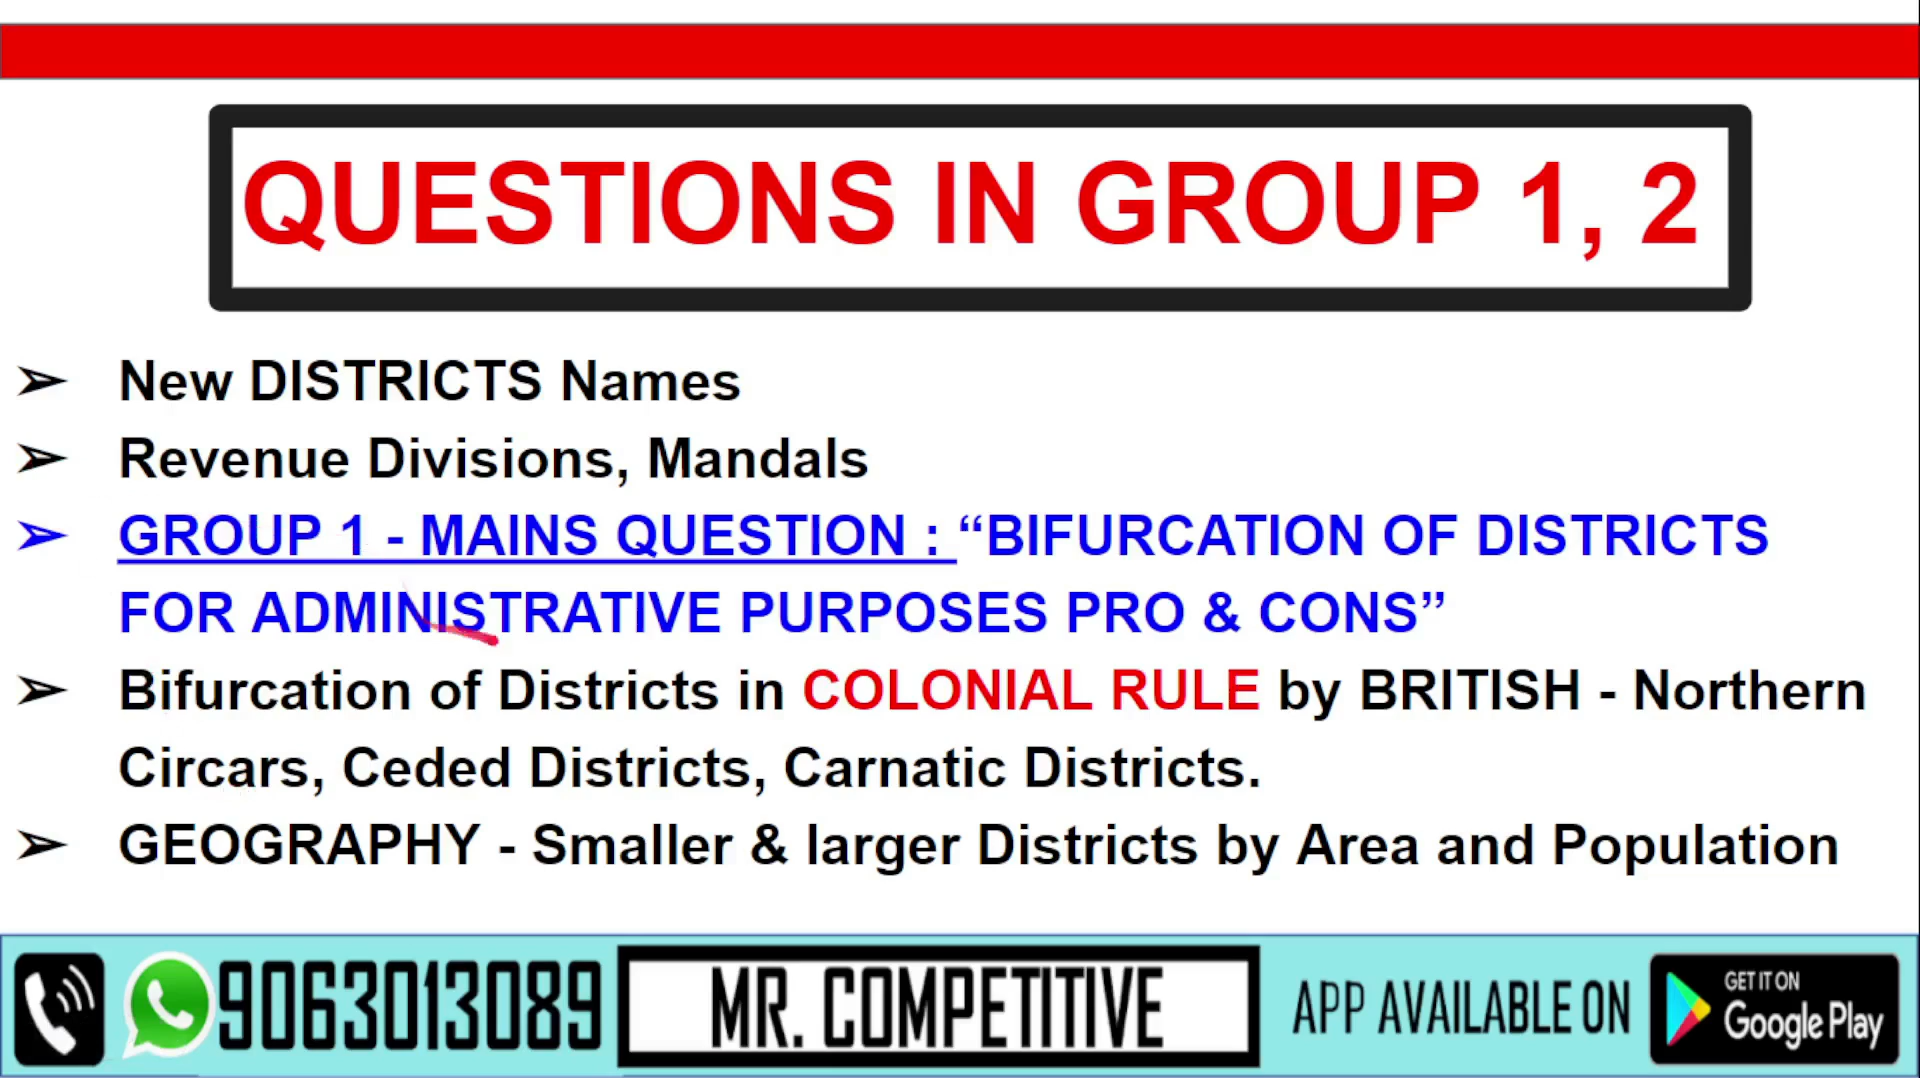 QUESTIONS IN GROUP 1, 2
➢ New DISTRICTS Names
➢ Revenue Divisions, Mandals
➢ GROUP 1 - MAINS QUESTION : “BIFURCATION OF DISTRICTS
FOR ADMINISTRATIVE PURPOSES PRO & CONS”
➢ Bifurcation of Districts in COLONIAL RULE by BRITISH - Northern
Circars, Ceded Districts, Carnatic Districts.
➢ GEOGRAPHY - Smaller & larger Districts by Area and Population
9063013089 MR. COMPETITIVE APP AVAILABLE ON GET IT ON
Google Play